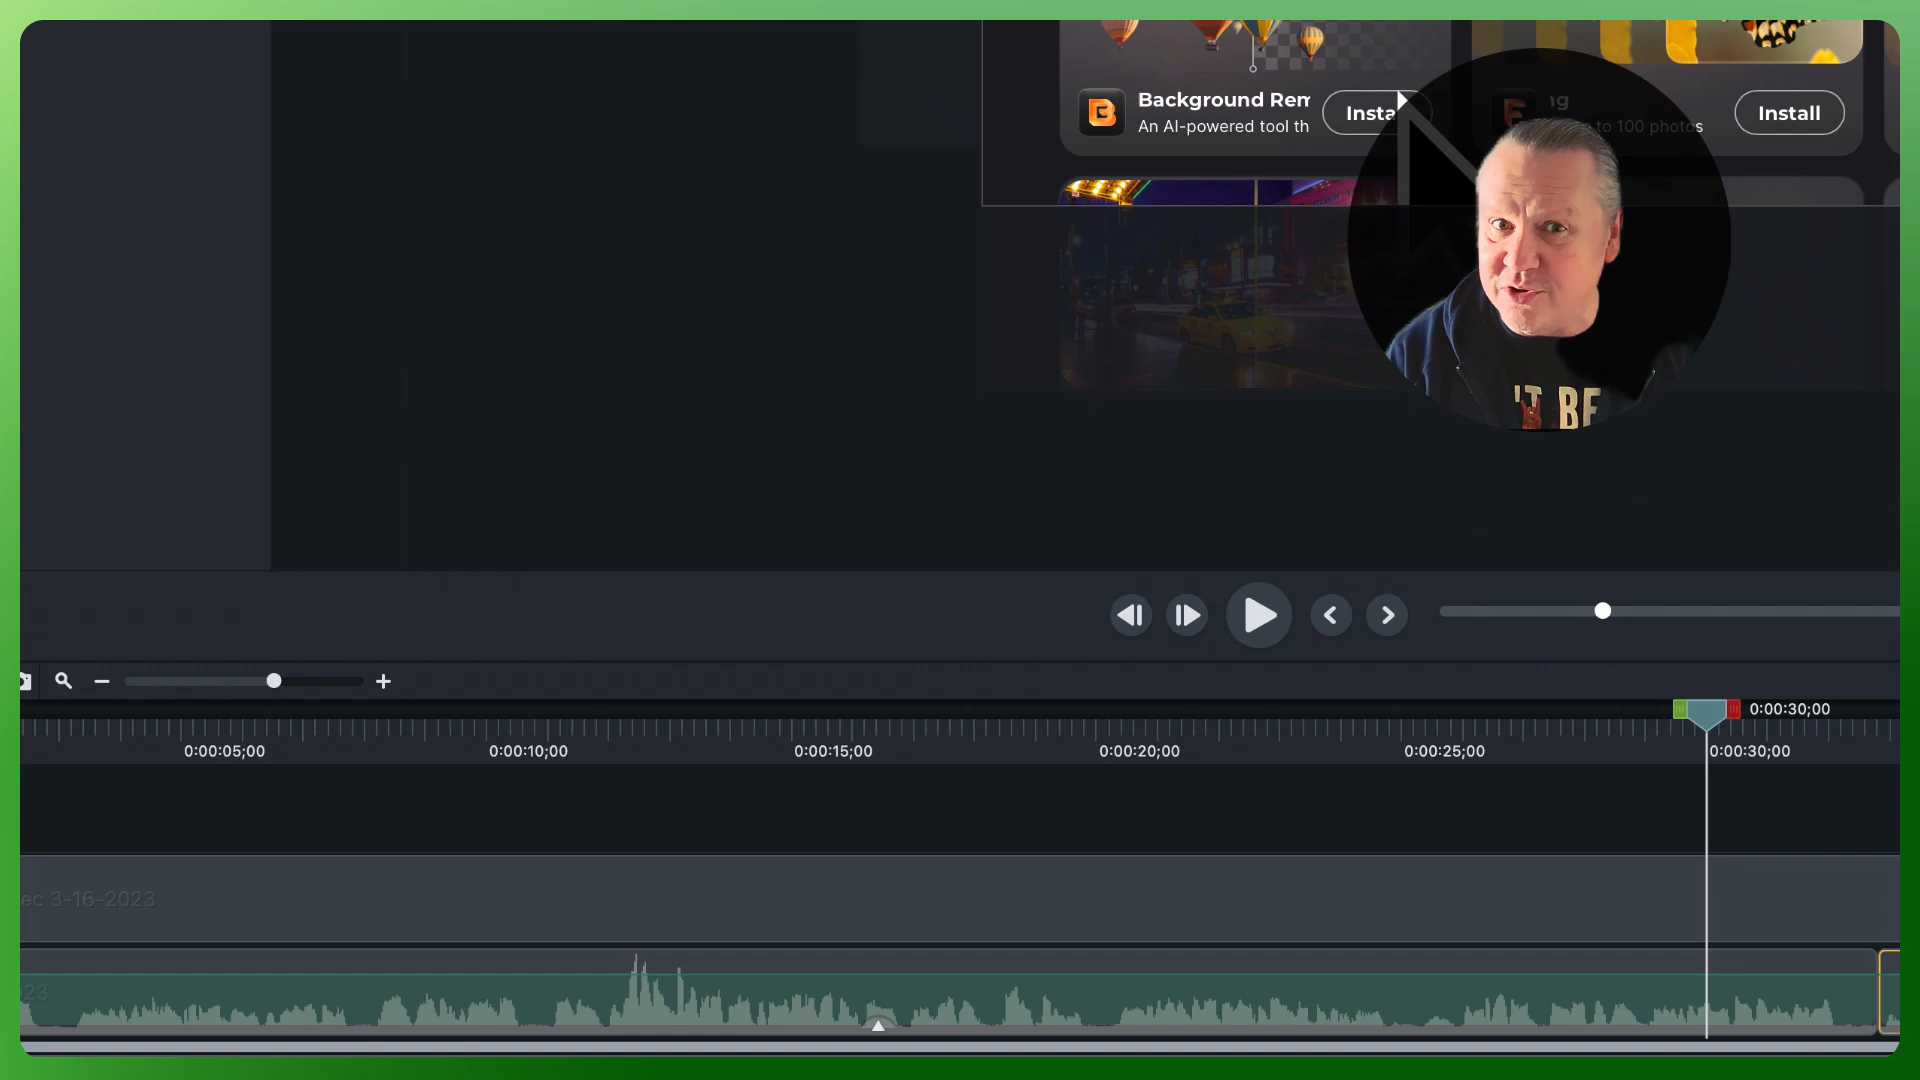 Background Rem
An AI-powered tool th
Insta
ng
to 100 photos
Install
'T BE
0:00:30;00
0:00:05;00
0:00:10;00
0:00:15;00
0:00:20;00
0:00:25;00
0:00:30;00
ec 3-16-2023
23